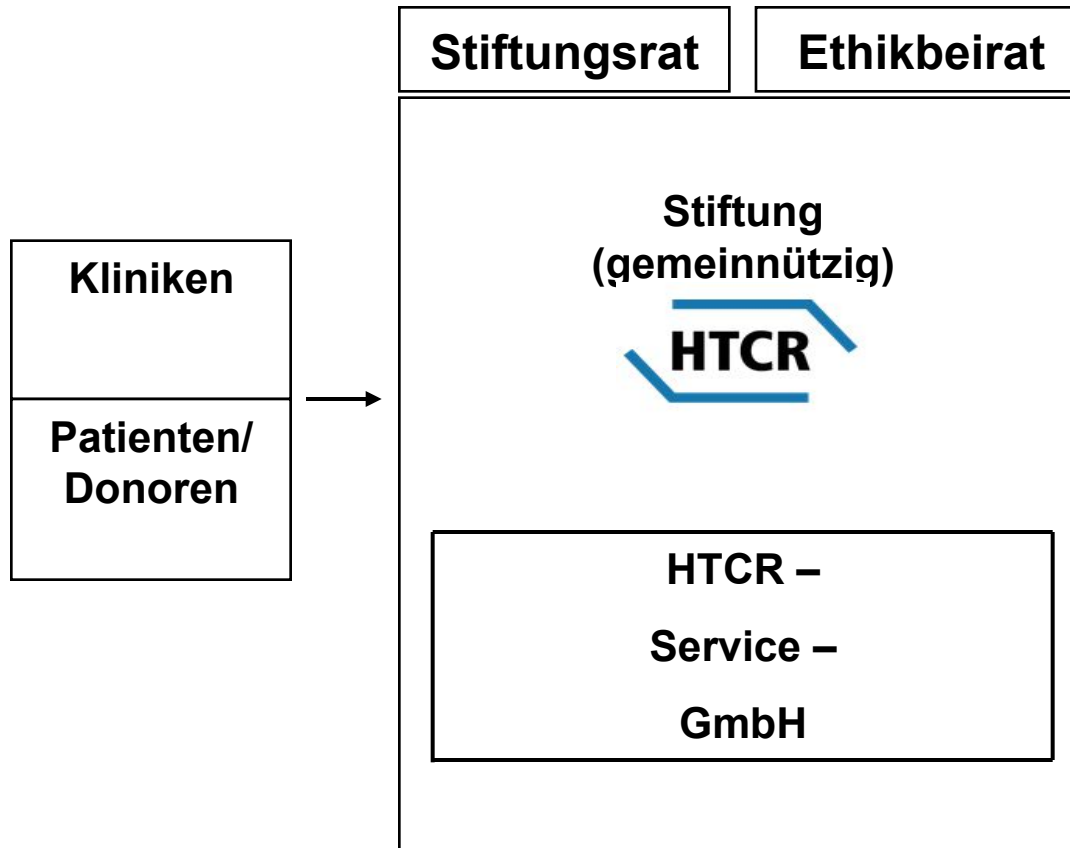 Stiftungsrat
Ethikbeirat
Stiftung
(gemeinnützig)
HTCR
Kliniken
Patienten/
Donoren
HTCR –
Service –
GmbH